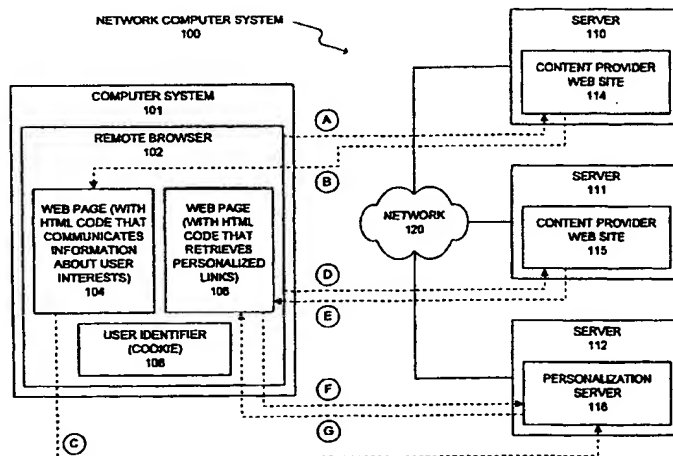 NETWORK COMPUTER SYSTEM
100
SERVER
110
CONTENT PROVIDER
WEB SITE
114
COMPUTER SYSTEM
101
REMOTE BROWSER
102
A
B
WEB PAGE (WITH
HTML CODE THAT
COMMUNICATES
INFORMATION
ABOUT USER
INTERESTS)
104
WEB PAGE
(WITH HTML
CODE THAT
RETRIEVES
PERSONALIZED
LINKS)
106
USER IDENTIFIER
(COOKIE)
108
NETWORK
120
SERVER
111
CONTENT PROVIDER
WEB SITE
115
D
E
SERVER
112
PERSONALIZATION
SERVER
116
F
G
C